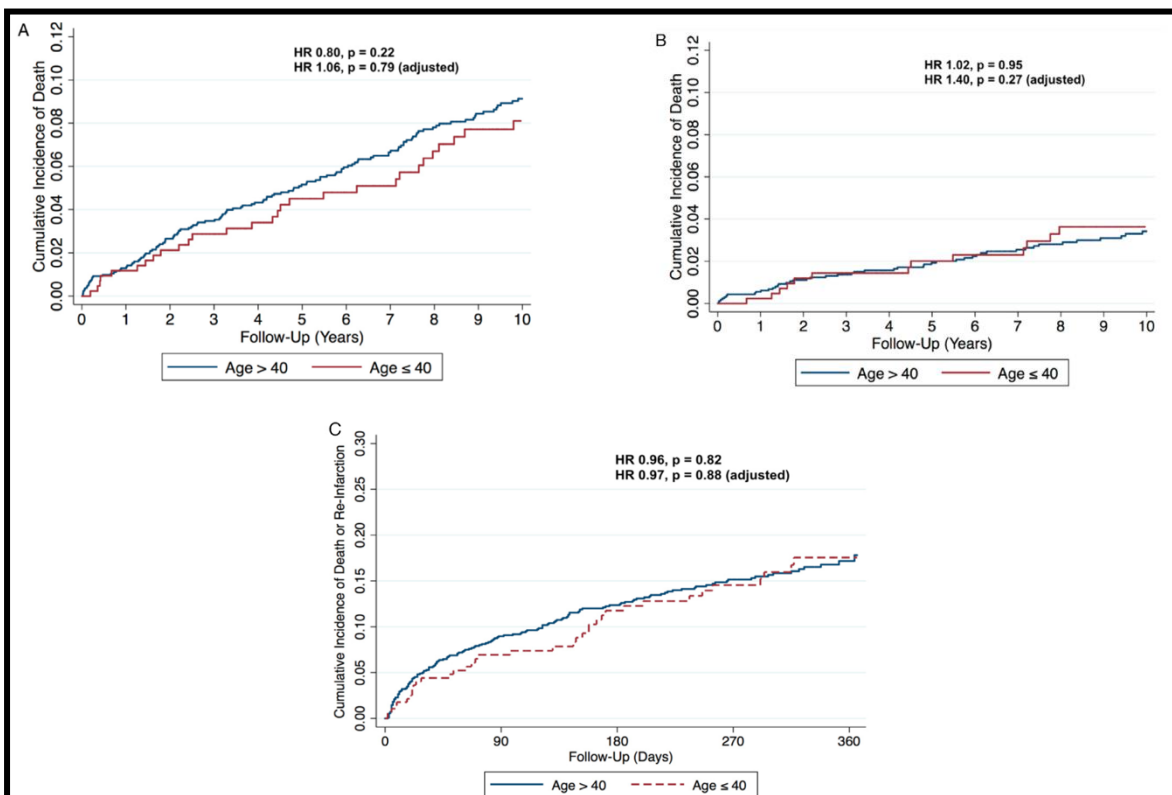 A
HR 0.80, p = 0.22
HR 1.06, p = 0.79 (adjusted)
Cumulative Incidence of Death
0.12
0.10
0.08
0.06
0.04
0.02
0.00
0 1 2 3 4 5 6 7 8 9 10
Follow-Up (Years)
Age > 40 Age ≤ 40
B
HR 1.02, p = 0.95
HR 1.40, p = 0.27 (adjusted)
Cumulative Incidence of Death
0.12
0.10
0.08
0.06
0.04
0.02
0.00
0 1 2 3 4 5 6 7 8 9 10
Follow-Up (Years)
Age > 40 Age ≤ 40
C
HR 0.96, p = 0.82
HR 0.97, p = 0.88 (adjusted)
Cumulative Incidence of Death or Re-Infarction
0.30
0.25
0.20
0.15
0.10
0.05
0.00
0 90 180 270 360
Follow-Up (Days)
Age > 40 Age ≤ 40